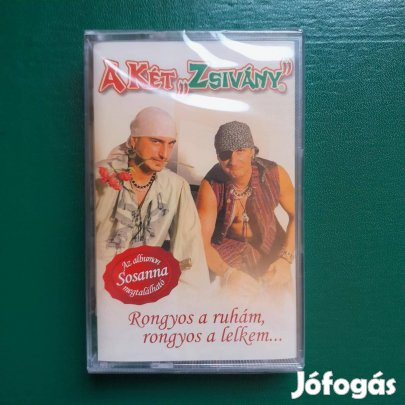 A Két „Zsivány”
Az albumon
Sosanna
megtalálható
Rongyos a ruhám,
rongyos a lelkem...
Jófogás